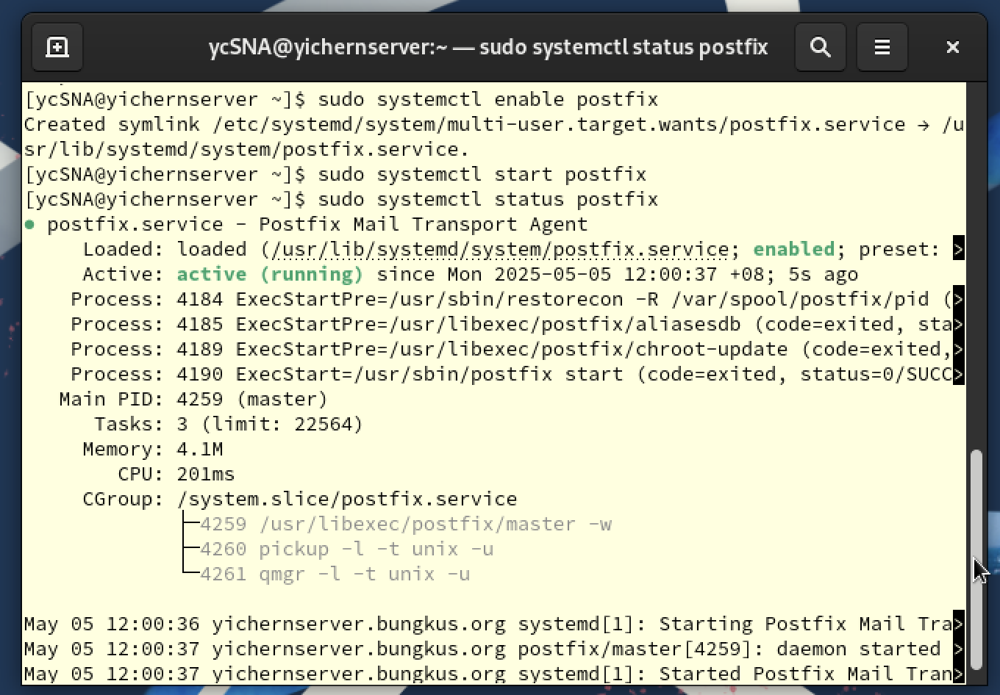 ycSNA@yichernserver:~ — sudo systemctl status postfix
[ycSNA@yichernserver ~]$ sudo systemctl enable postfix
Created symlink /etc/systemd/system/multi-user.target.wants/postfix.service → /u
sr/lib/systemd/system/postfix.service.
[ycSNA@yichernserver ~]$ sudo systemctl start postfix
[ycSNA@yichernserver ~]$ sudo systemctl status postfix
● postfix.service - Postfix Mail Transport Agent
Loaded: loaded (/usr/lib/systemd/system/postfix.service; enabled; preset: >
Active: active (running) since Mon 2025-05-05 12:00:37 +08; 5s ago
Process: 4184 ExecStartPre=/usr/sbin/restorecon -R /var/spool/postfix/pid (>
Process: 4185 ExecStartPre=/usr/libexec/postfix/aliasesdb (code=exited, sta>
Process: 4189 ExecStartPre=/usr/libexec/postfix/chroot-update (code=exited,>
Process: 4190 ExecStart=/usr/sbin/postfix start (code=exited, status=0/SUCC>
Main PID: 4259 (master)
Tasks: 3 (limit: 22564)
Memory: 4.1M
CPU: 201ms
CGroup: /system.slice/postfix.service
├─4259 /usr/libexec/postfix/master -w
├─4260 pickup -l -t unix -u
└─4261 qmgr -l -t unix -u
May 05 12:00:36 yichernserver.bungkus.org systemd[1]: Starting Postfix Mail Tra>
May 05 12:00:37 yichernserver.bungkus.org postfix/master[4259]: daemon started >
May 05 12:00:37 yichernserver.bungkus.org systemd[1]: Started Postfix Mail Tran>